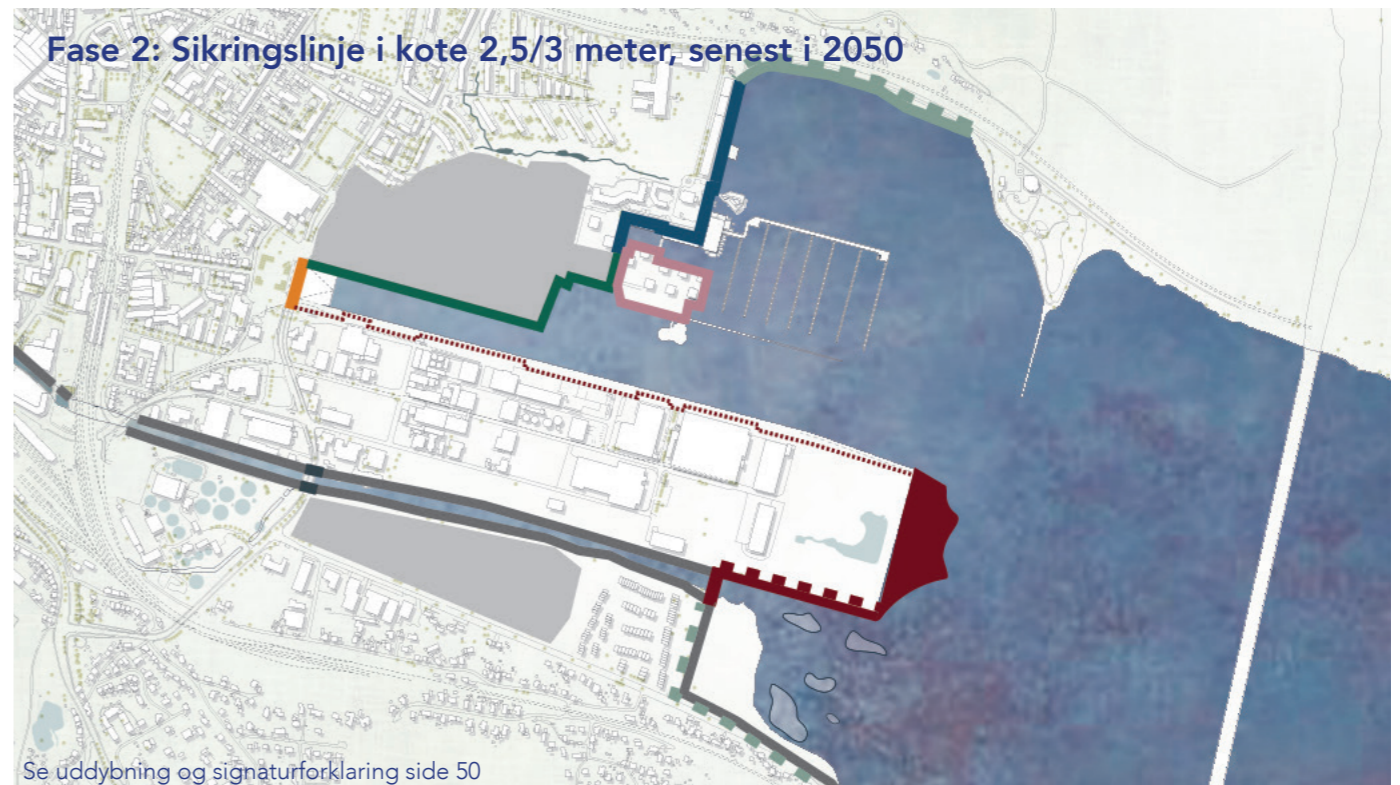 Fase 2: Sikringslinje i kote 2,5/3 meter, senest i 2050
Se uddybning og signaturforklaring side 50